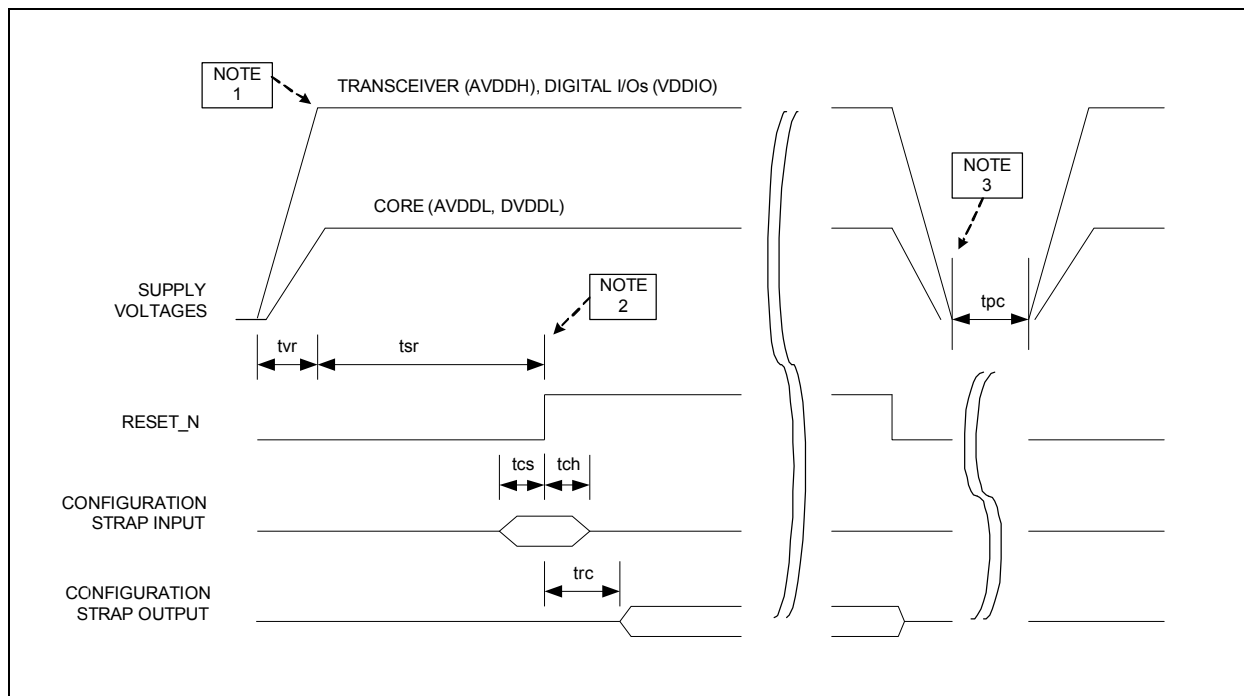 NOTE
1
TRANSCEIVER (AVDDH), DIGITAL I/Os (VDDIO)
NOTE
3
CORE (AVDDL, DVDDL)
NOTE
2
SUPPLY
VOLTAGES
tpc
tvr
tsr
RESET_N
tcs
tch
CONFIGURATION
STRAP INPUT
trc
CONFIGURATION
STRAP OUTPUT